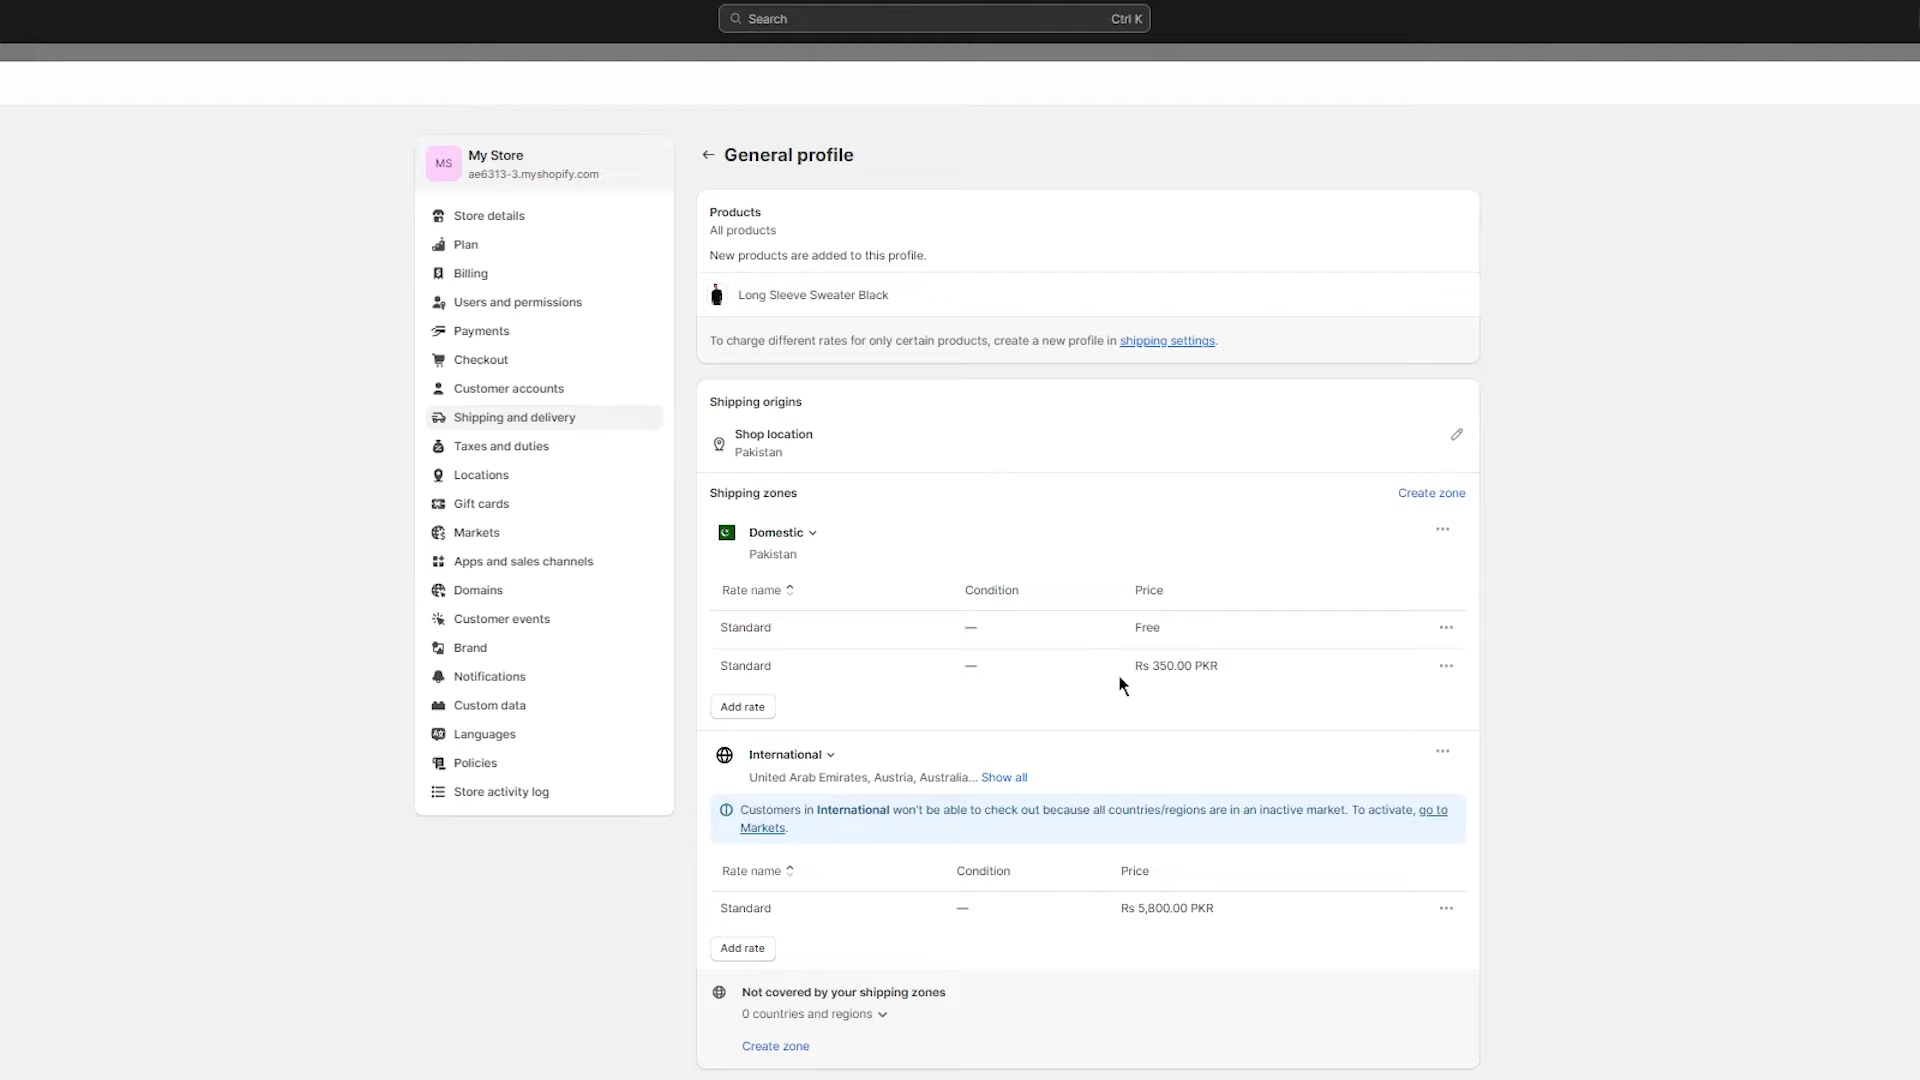 Search Ctrl K
MS
My Store
ae6313-3.myshopify.com
Store details
Plan
Billing
Users and permissions
Payments
Checkout
Customer accounts
Shipping and delivery
Taxes and duties
Locations
Gift cards
Markets
Apps and sales channels
Domains
Customer events
Brand
Notifications
Custom data
Languages
Policies
Store activity log
General profile
Products
All products
New products are added to this profile.
Long Sleeve Sweater Black
To charge different rates for only certain products, create a new profile in shipping settings.
Shipping origins
Shop location
Pakistan
Shipping zones Create zone
Domestic
Pakistan
Rate name Condition Price
Standard — Free
Standard — Rs 350.00 PKR
Add rate
International
United Arab Emirates, Austria, Australia... Show all
Customers in International won't be able to check out because all countries/regions are in an inactive market. To activate, go to
Markets.
Rate name Condition Price
Standard — Rs 5,800.00 PKR
Add rate
Not covered by your shipping zones
0 countries and regions
Create zone